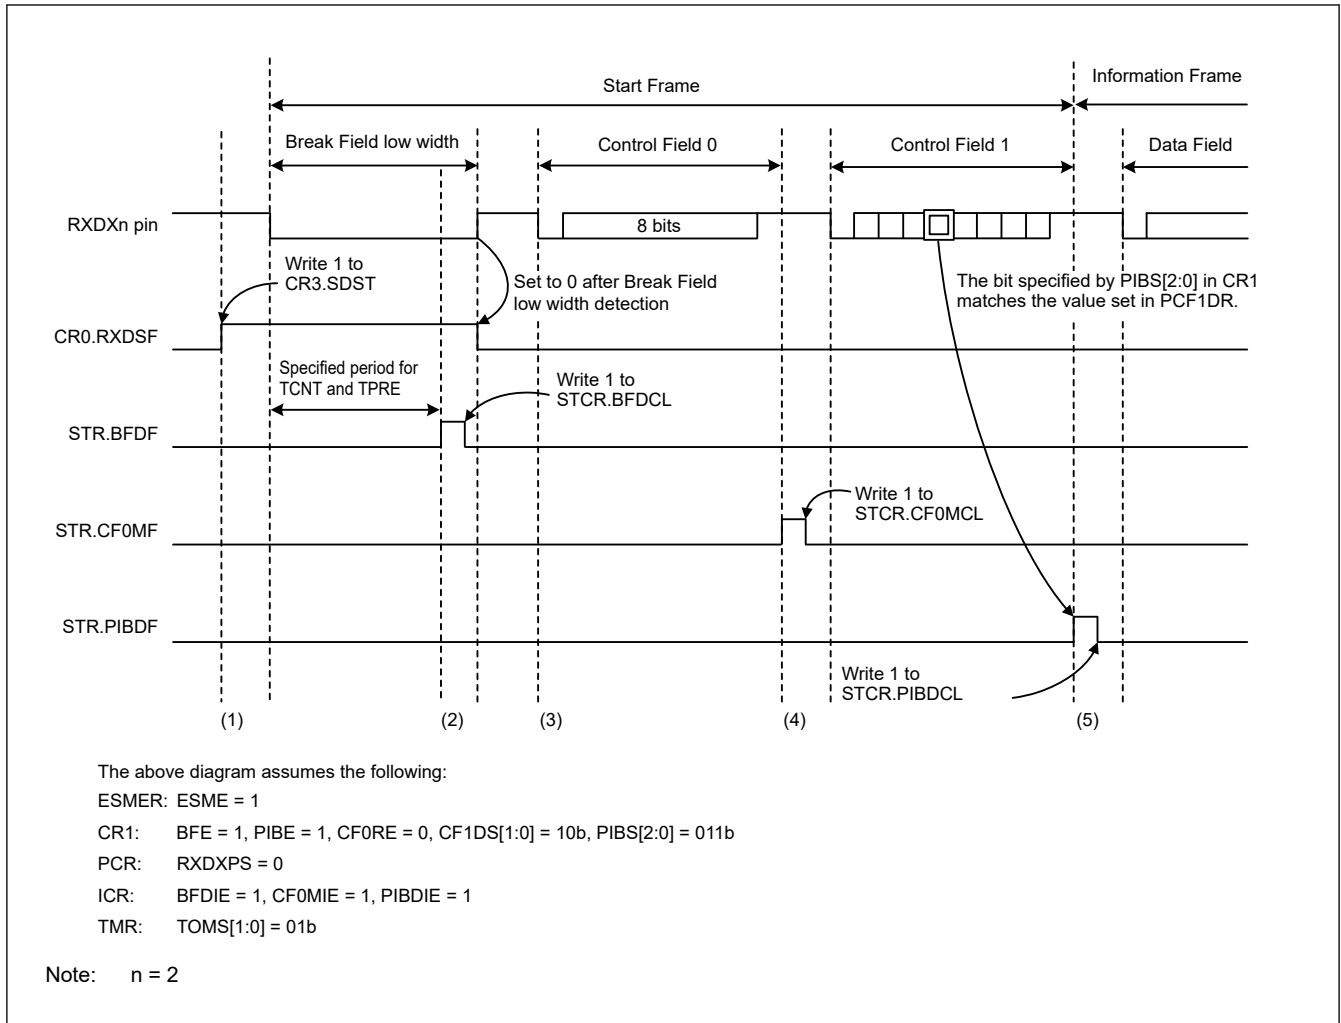 Start Frame
Information Frame
Break Field low width
Control Field 0
Control Field 1
Data Field
RXDXn pin
8 bits
Write 1 to
CR3.SDST
Set to 0 after Break Field
low width detection
The bit specified by PIBS[2:0] in CR1
matches the value set in PCF1DR.
CR0.RXDSF
Specified period for
TCNT and TPRE
Write 1 to
STCR.BFDCL
STR.BFDF
Write 1 to
STCR.CF0MCL
STR.CF0MF
STR.PIBDF
Write 1 to
STCR.PIBDCL
(1)
(2)
(3)
(4)
(5)
The above diagram assumes the following:
ESMER: ESME = 1
CR1: BFE = 1, PIBE = 1, CF0RE = 0, CF1DS[1:0] = 10b, PIBS[2:0] = 011b
PCR: RXDXPS = 0
ICR: BFDIE = 1, CF0MIE = 1, PIBDIE = 1
TMR: TOMS[1:0] = 01b
Note: n = 2